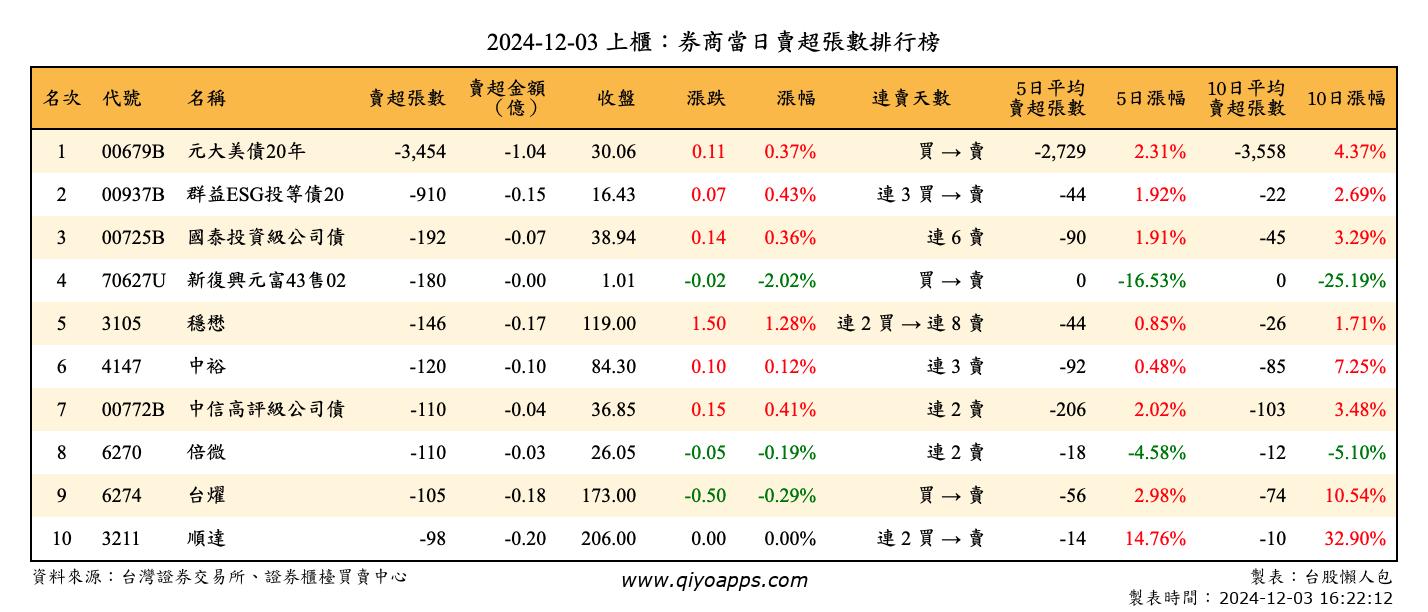 2024-12-03 上櫃：券商當日賣超張數排行榜
名次 代號 名稱 賣超張數 賣超金額（億） 收盤 漲跌 漲幅 連賣天數 5日平均賣超張數 5日漲幅 10日平均賣超張數 10日漲幅
1 00679B 元大美債20年 -3,454 -1.04 30.06 0.11 0.37% 買 → 賣 -2,729 2.31% -3,558 4.37%
2 00937B 群益ESG投等債20 -910 -0.15 16.43 0.07 0.43% 連 3 買 → 賣 -44 1.92% -22 2.69%
3 00725B 國泰投資級公司債 -192 -0.07 38.94 0.14 0.36% 連 6 賣 -90 1.91% -45 3.29%
4 70627U 新復興元富43售02 -180 -0.00 1.01 -0.02 -2.02% 買 → 賣 0 -16.53% 0 -25.19%
5 3105 穩懋 -146 -0.17 119.00 1.50 1.28% 連 2 買 → 連 8 賣 -44 0.85% -26 1.71%
6 4147 中裕 -120 -0.10 84.30 0.10 0.12% 連 3 賣 -92 0.48% -85 7.25%
7 00772B 中信高評級公司債 -110 -0.04 36.85 0.15 0.41% 連 2 賣 -206 2.02% -103 3.48%
8 6270 倍微 -110 -0.03 26.05 -0.05 -0.19% 連 2 賣 -18 -4.58% -12 -5.10%
9 6274 台燿 -105 -0.18 173.00 -0.50 -0.29% 買 → 賣 -56 2.98% -74 10.54%
10 3211 順達 -98 -0.20 206.00 0.00 0.00% 連 2 買 → 賣 -14 14.76% -10 32.90%
資料來源：台灣證券交易所、證券櫃檯買賣中心
www.qiyoapps.com
製表：台股懶人包
製表時間：2024-12-03 16:22:12